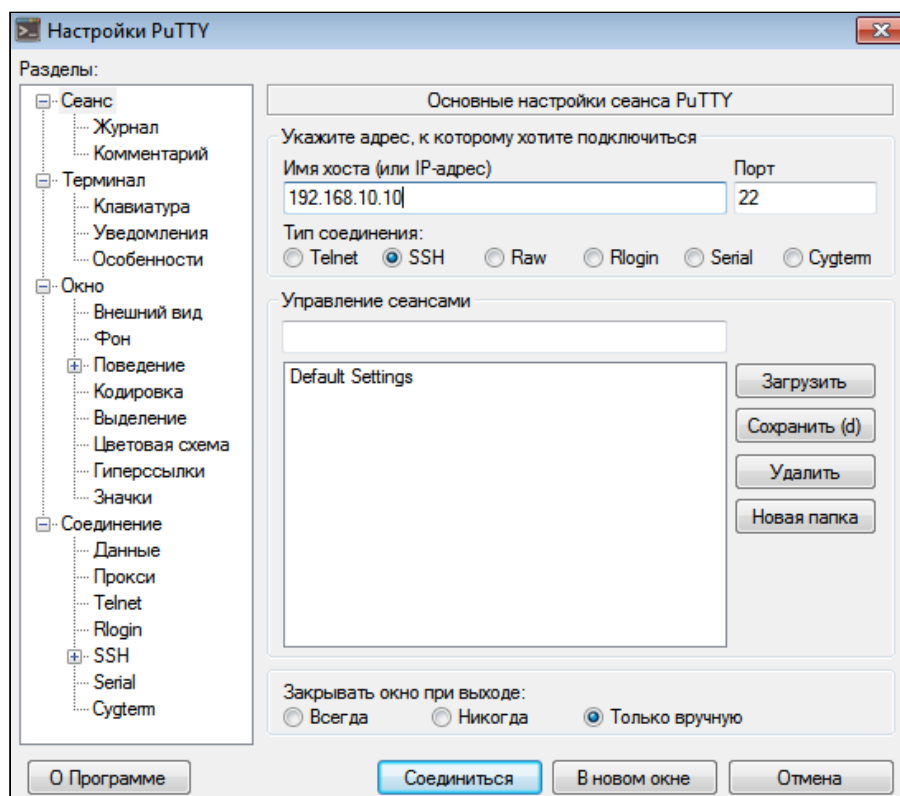 Настройки PuTTY
Разделы:
Сеанс
Журнал
Комментарий
Терминал
Клавиатура
Уведомления
Особенности
Окно
Внешний вид
Фон
Поведение
Кодировка
Выделение
Цветовая схема
Гиперссылки
Значки
Соединение
Данные
Прокси
Telnet
Rlogin
SSH
Serial
Cygterm
Основные настройки сеанса PuTTY
Укажите адрес, к которому хотите подключиться
Имя хоста (или IP-адрес) Порт
192.168.10.10 22
Тип соединения:
Telnet SSH Raw Rlogin Serial Cygterm
Управление сеансами
Default Settings
Загрузить
Сохранить (d)
Удалить
Новая папка
Закрывать окно при выходе:
Всегда Никогда Только вручную
О Программе Соединиться В новом окне Отмена